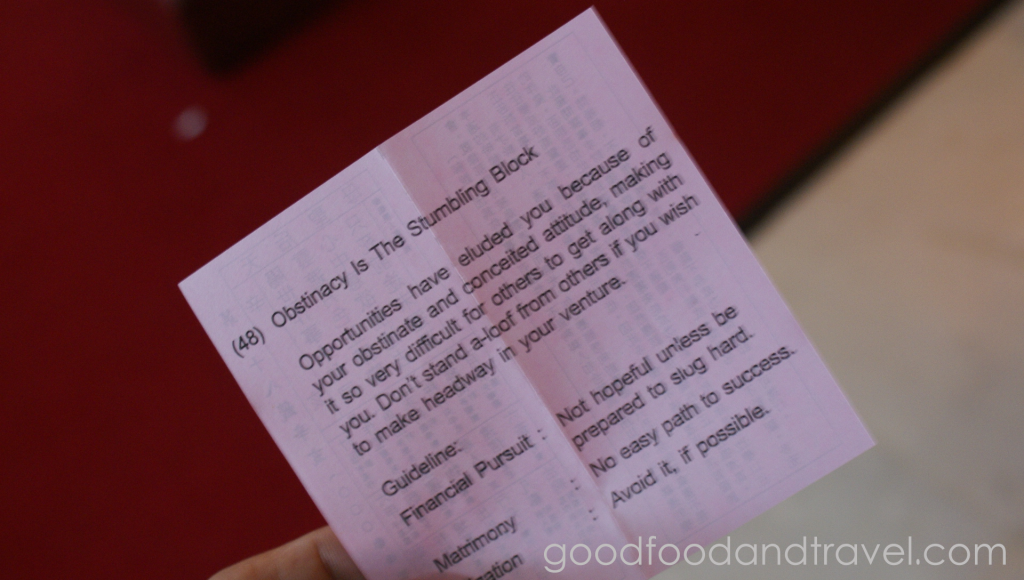 (48) Obstinacy Is The Stumbling Block
Opportunities have eluded you because of
your obstinate and conceited attitude, making
it so very difficult for others to get along with
you. Don't stand a-loof from others if you wish
to make headway in your venture.
Guideline:
Financial Pursuit : Not hopeful unless be
prepared to slug hard.
Matrimony : No easy path to success.
: Avoid it, if possible.
goodfoodandtravel.com